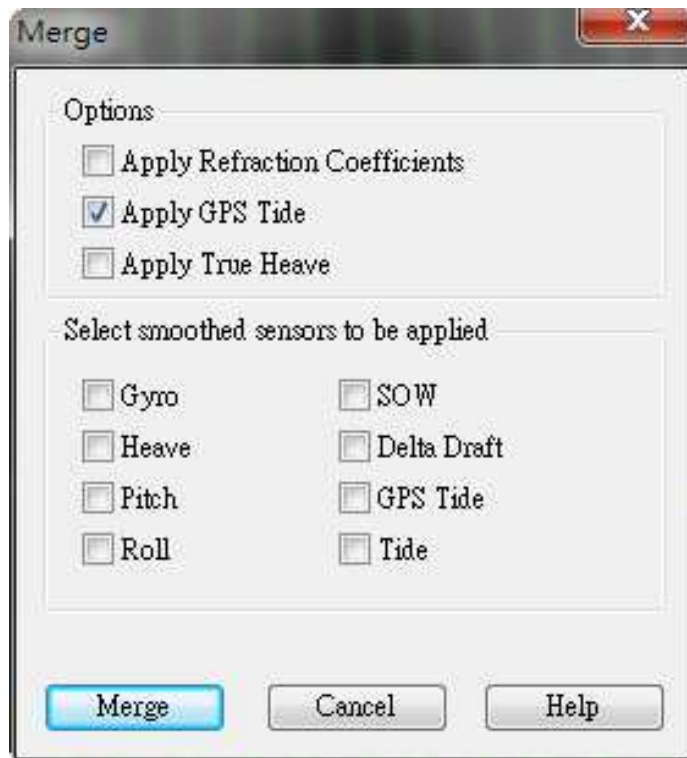 Merge
Options
Apply Refraction Coefficients
Apply GPS Tide
Apply True Heave
Select smoothed sensors to be applied
Gyro SOW
Heave Delta Draft
Pitch GPS Tide
Roll Tide
Merge Cancel Help